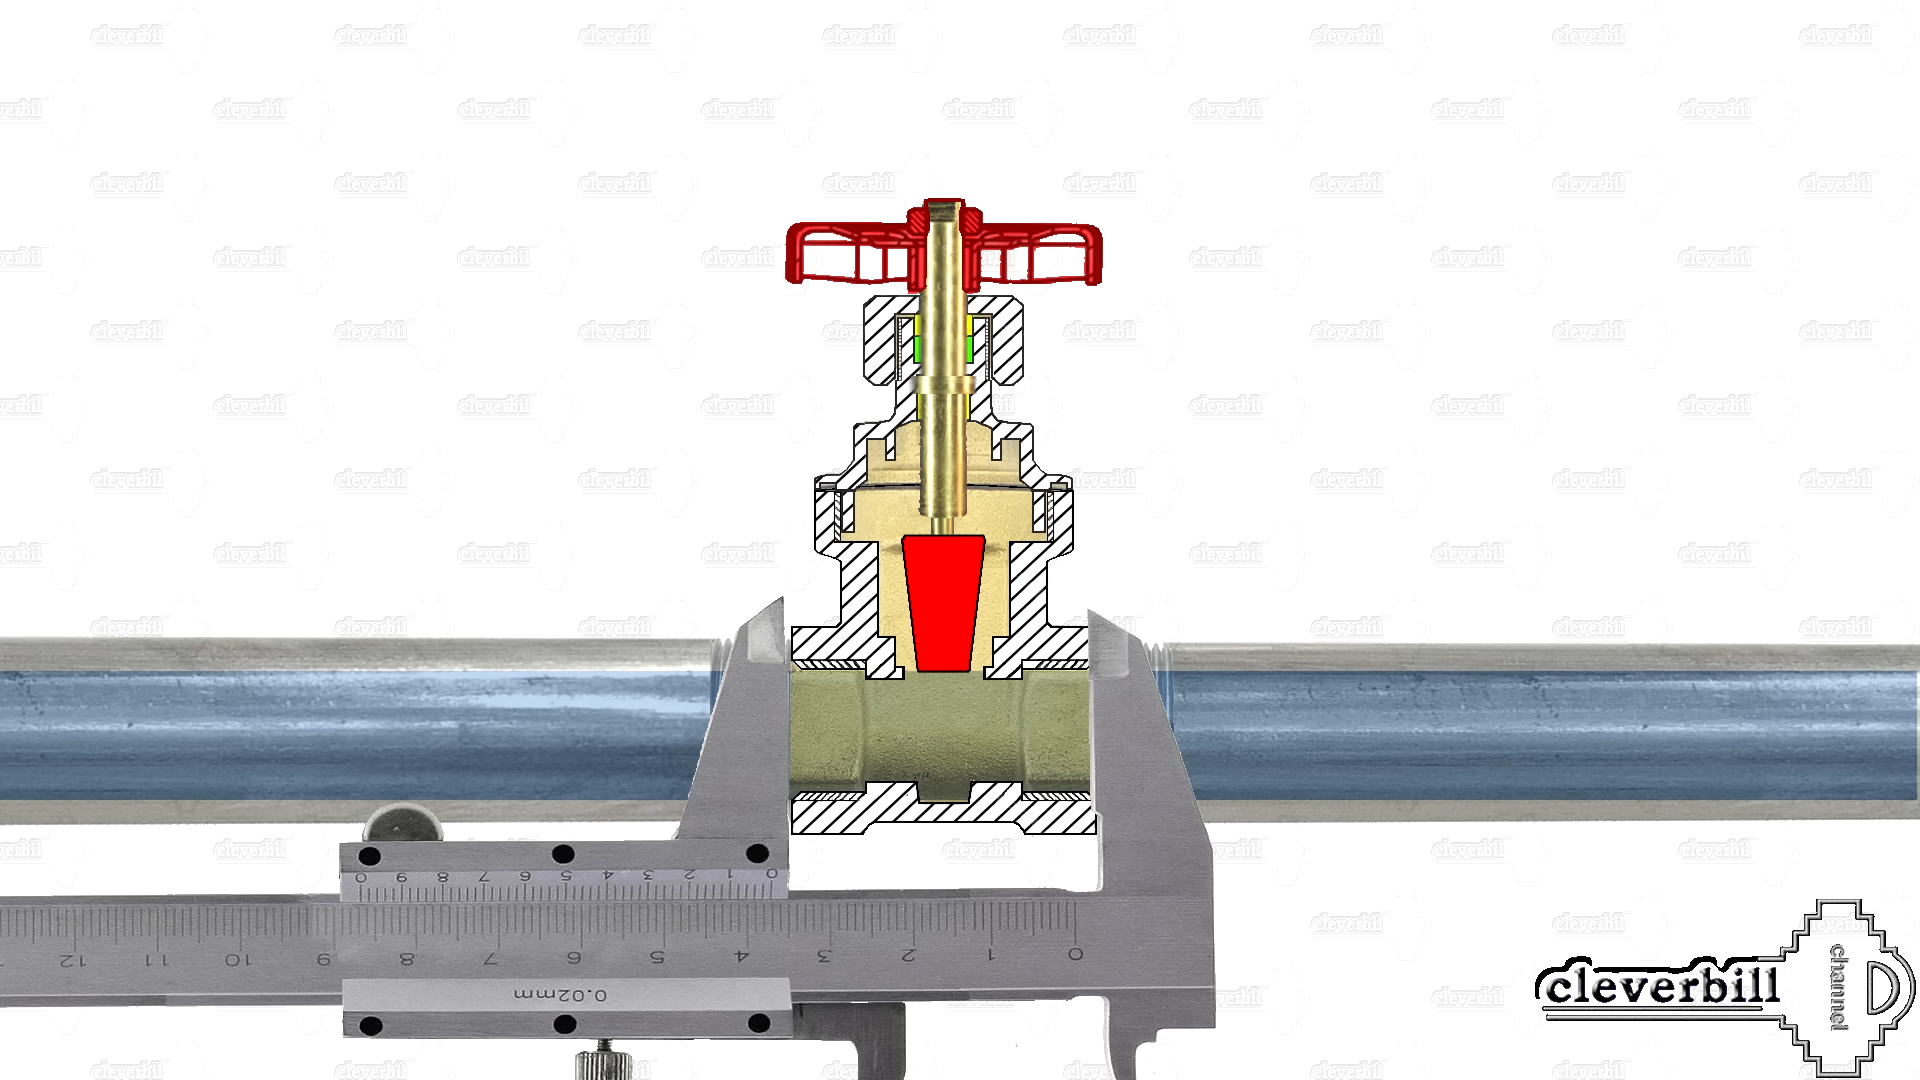 cleverbill
0 1 2 3 4 5 6 7 8 9 0
0 1 2 3 4 5 6 7 8 9 10 11 12
0.02mm
cleverbill
channel